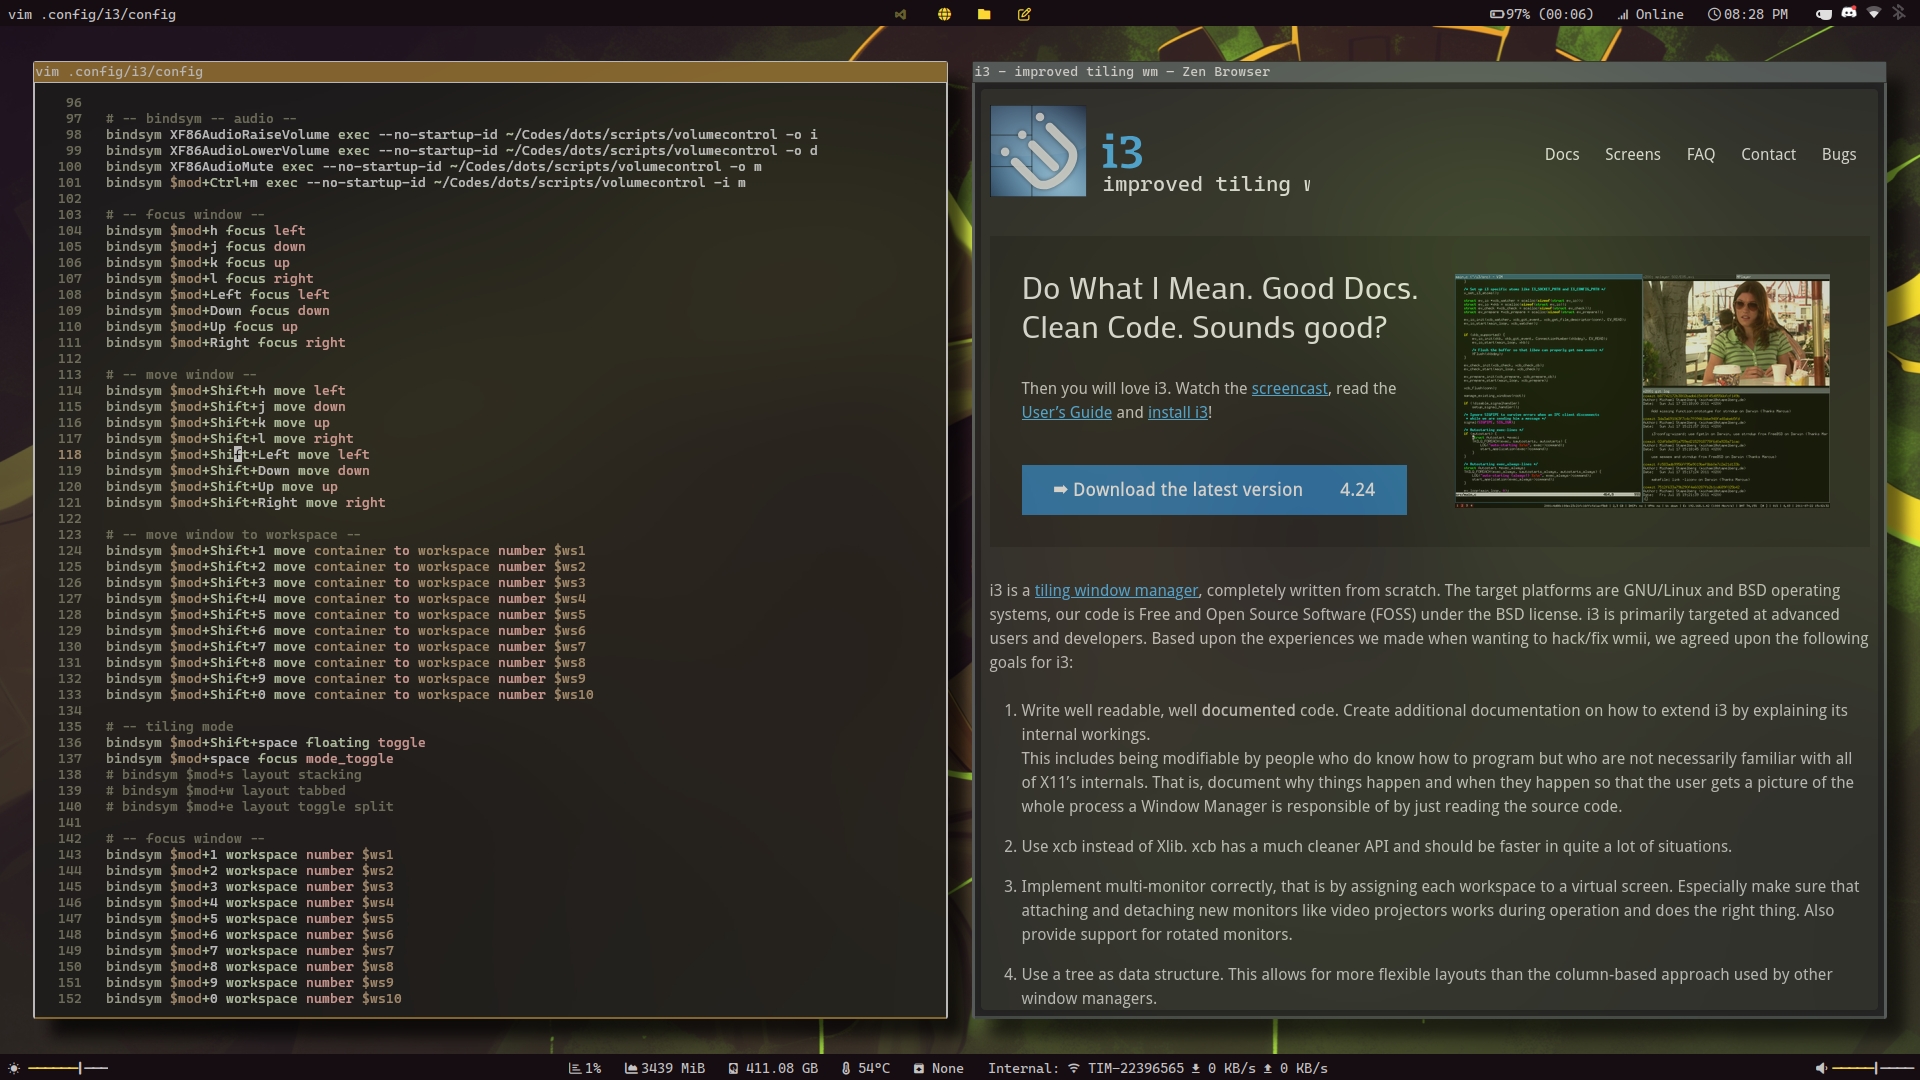 vim .config/i3/config
97% (00:06)
Online
08:28 PM
vim .config/i3/config
96
97 # -- bindsym -- audio --
98 bindsym XF86AudioRaiseVolume exec --no-startup-id ~/Codes/dots/scripts/volumecontrol -o i
99 bindsym XF86AudioLowerVolume exec --no-startup-id ~/Codes/dots/scripts/volumecontrol -o d
100 bindsym XF86AudioMute exec --no-startup-id ~/Codes/dots/scripts/volumecontrol -o m
101 bindsym $mod+Ctrl+m exec --no-startup-id ~/Codes/dots/scripts/volumecontrol -i m
102
103 # -- focus window --
104 bindsym $mod+h focus left
105 bindsym $mod+j focus down
106 bindsym $mod+k focus up
107 bindsym $mod+l focus right
108 bindsym $mod+Left focus left
109 bindsym $mod+Down focus down
110 bindsym $mod+Up focus up
111 bindsym $mod+Right focus right
112
113 # -- move window --
114 bindsym $mod+Shift+h move left
115 bindsym $mod+Shift+j move down
116 bindsym $mod+Shift+k move up
117 bindsym $mod+Shift+l move right
118 bindsym $mod+Shift+Left move left
119 bindsym $mod+Shift+Down move down
120 bindsym $mod+Shift+Up move up
121 bindsym $mod+Shift+Right move right
122
123 # -- move window to workspace --
124 bindsym $mod+Shift+1 move container to workspace number $ws1
125 bindsym $mod+Shift+2 move container to workspace number $ws2
126 bindsym $mod+Shift+3 move container to workspace number $ws3
127 bindsym $mod+Shift+4 move container to workspace number $ws4
128 bindsym $mod+Shift+5 move container to workspace number $ws5
129 bindsym $mod+Shift+6 move container to workspace number $ws6
130 bindsym $mod+Shift+7 move container to workspace number $ws7
131 bindsym $mod+Shift+8 move container to workspace number $ws8
132 bindsym $mod+Shift+9 move container to workspace number $ws9
133 bindsym $mod+Shift+0 move container to workspace number $ws10
134
135 # -- tiling mode
136 bindsym $mod+Shift+space floating toggle
137 bindsym $mod+space focus mode_toggle
138 # bindsym $mod+s layout stacking
139 # bindsym $mod+w layout tabbed
140 # bindsym $mod+e layout toggle split
141
142 # -- focus window --
143 bindsym $mod+1 workspace number $ws1
144 bindsym $mod+2 workspace number $ws2
145 bindsym $mod+3 workspace number $ws3
146 bindsym $mod+4 workspace number $ws4
147 bindsym $mod+5 workspace number $ws5
148 bindsym $mod+6 workspace number $ws6
149 bindsym $mod+7 workspace number $ws7
150 bindsym $mod+8 workspace number $ws8
151 bindsym $mod+9 workspace number $ws9
152 bindsym $mod+0 workspace number $ws10
i3 - improved tiling wm — Zen Browser
i3
improved tiling
Docs Screens FAQ Contact Bugs
Do What I Mean. Good Docs.
Clean Code. Sounds good?
Then you will love i3. Watch the screencast, read the
User's Guide and install i3!
➡ Download the latest version 4.24
i3 is a tiling window manager, completely written from scratch. The target platforms are GNU/Linux and BSD operating
systems, our code is Free and Open Source Software (FOSS) under the BSD license. i3 is primarily targeted at advanced
users and developers. Based upon the experiences we made when wanting to hack/fix wmii, we agreed upon the following
goals for i3:
1. Write well readable, well documented code. Create additional documentation on how to extend i3 by explaining its
internal workings.
This includes being modifiable by people who do know how to program but who are not necessarily familiar with all
of X11's internals. That is, document why things happen and when they happen so that the user gets a picture of the
whole process a Window Manager is responsible of by just reading the source code.
2. Use xcb instead of Xlib. xcb has a much cleaner API and should be faster in quite a lot of situations.
3. Implement multi-monitor correctly, that is by assigning each workspace to a virtual screen. Especially make sure that
attaching and detaching new monitors like video projectors works during operation and does the right thing. Also
provide support for rotated monitors.
4. Use a tree as data structure. This allows for more flexible layouts than the column-based approach used by other
window managers.
1%
3439 MiB
411.08 GB
54°C
None
Internal: TIM-22396565 0 KB/s 0 KB/s